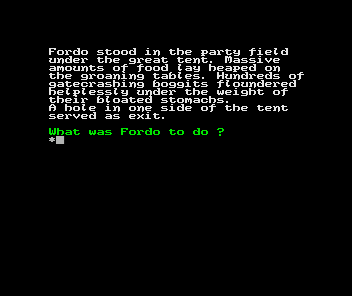 Fordo stood in the party field
under the great tent. Massive
amounts of food lay heaped on
the groaning tables. Hundreds of
gatecrashing boggits floundered
helplessly under the weight of
their bloated stomachs.
A hole in one side of the tent
served as exit.
What was Fordo to do ?
*